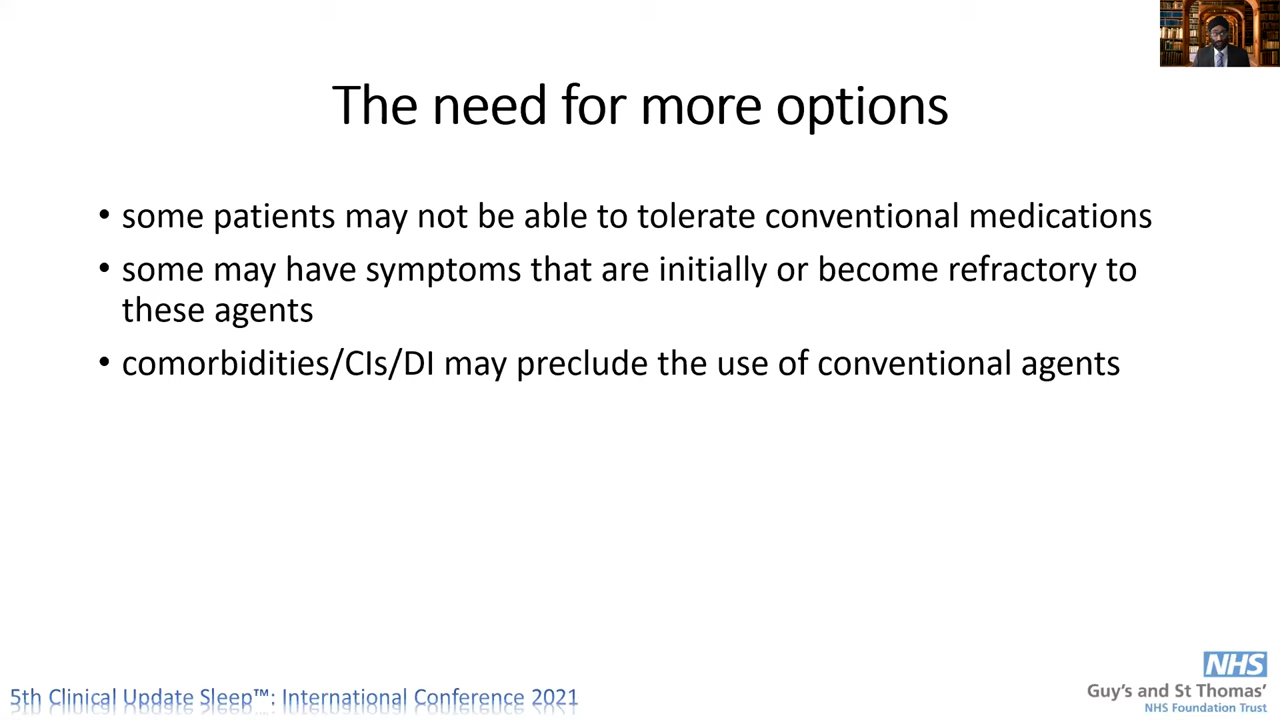 The need for more options
• some patients may not be able to tolerate conventional medications
• some may have symptoms that are initially or become refractory to
these agents
• comorbidities/CIs/DI may preclude the use of conventional agents
5th Clinical Update Sleep™: International Conference 2021
NHS
Guy's and St Thomas'
NHS Foundation Trust